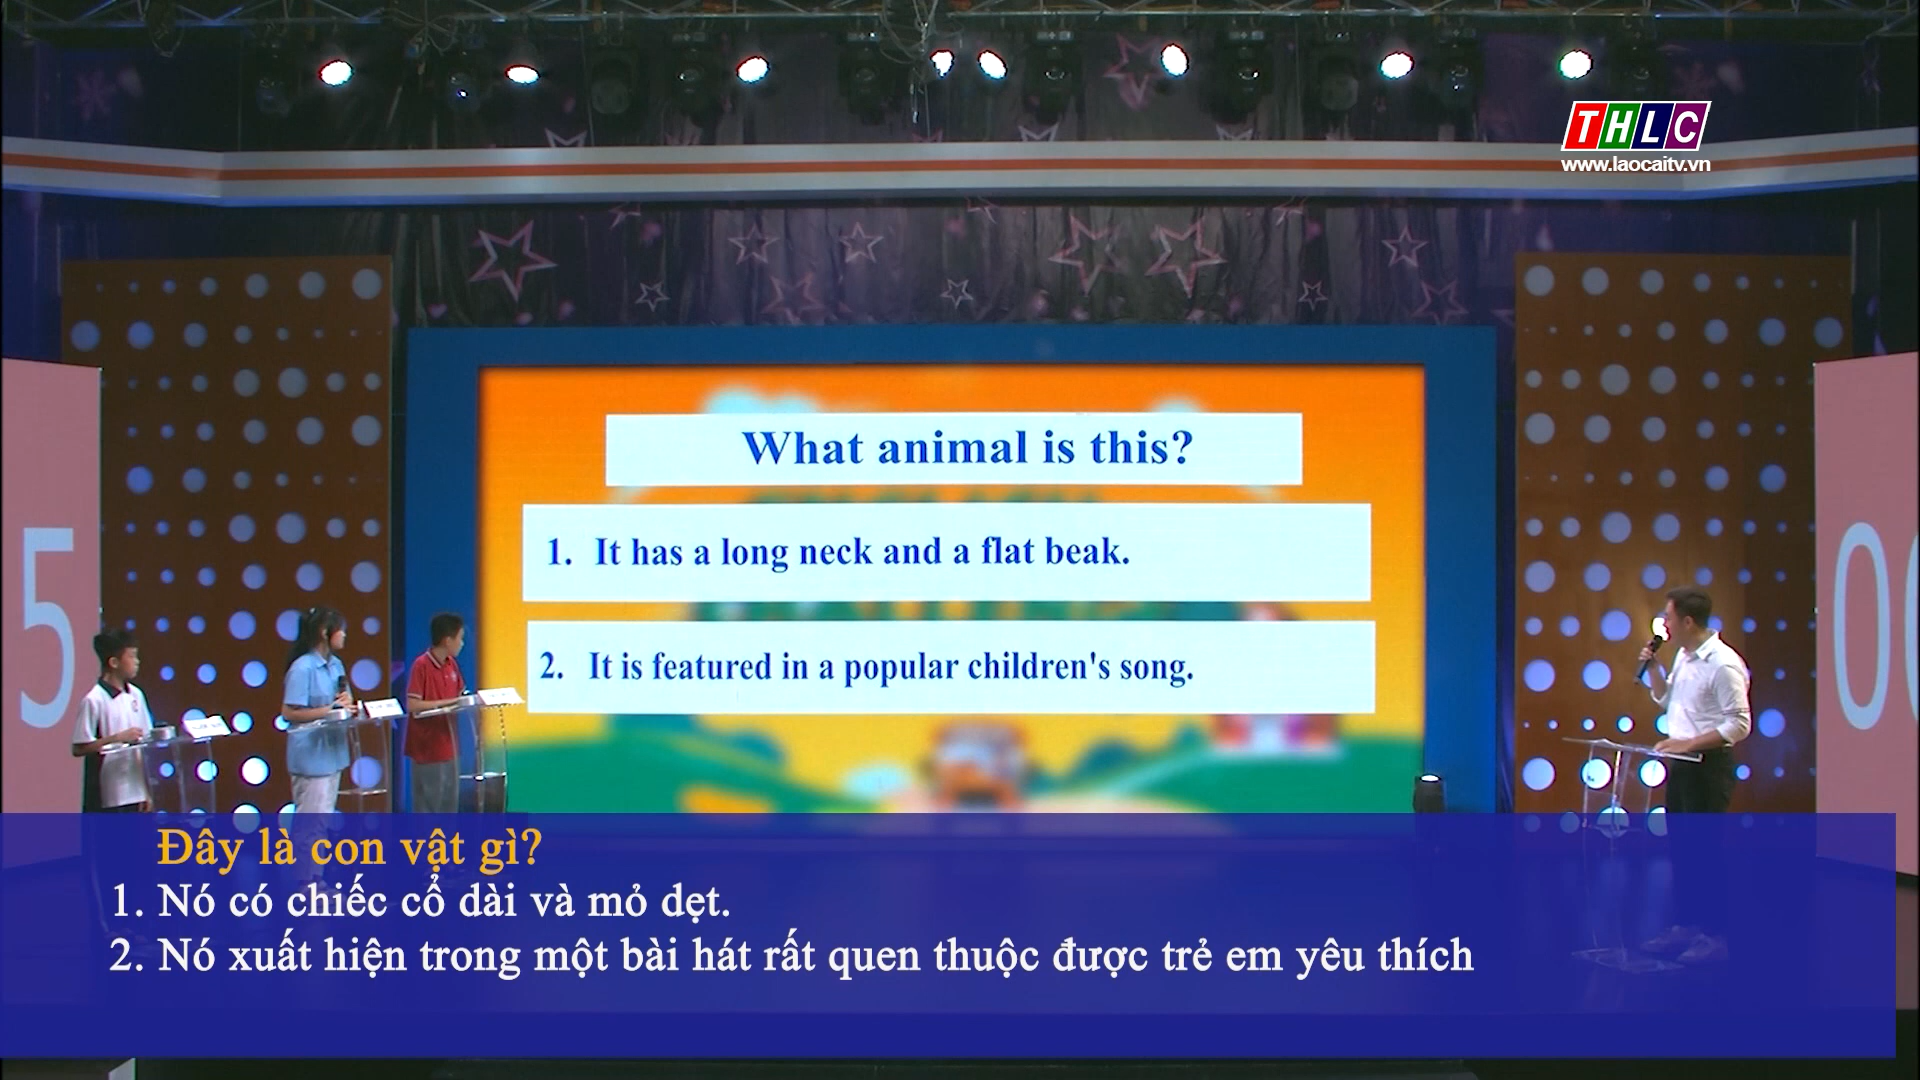 THLC
www.laocaitv.vn
What animal is this?
1. It has a long neck and a flat beak.
2. It is featured in a popular children's song.
5
Đây là con vật gì?
1. Nó có chiếc cổ dài và mỏ dẹt.
2. Nó xuất hiện trong một bài hát rất quen thuộc được trẻ em yêu thích